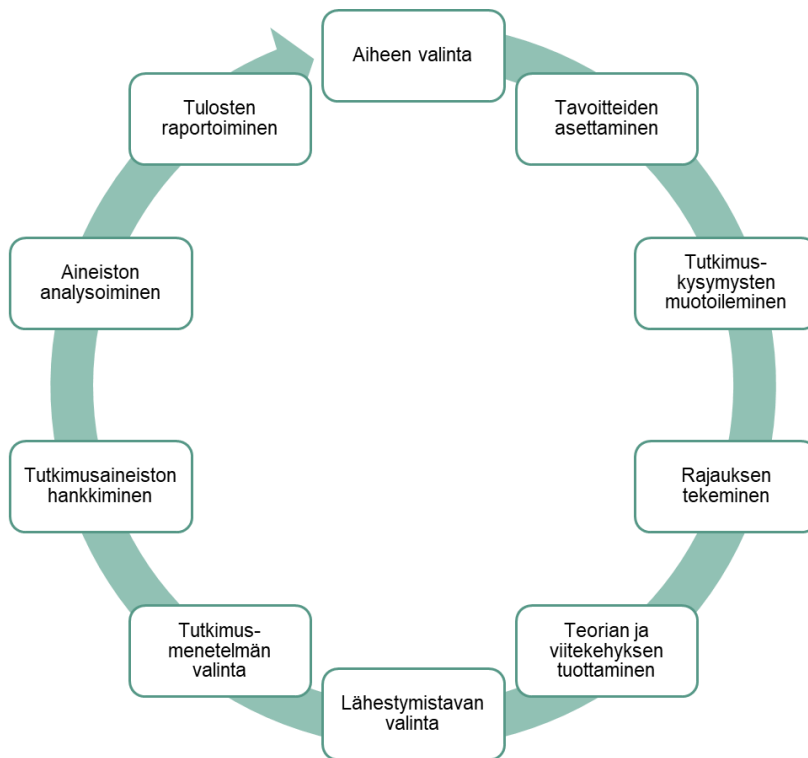 Aiheen valinta
Tavoitteiden
asettaminen
Tutkimus-
kysymysten
muotoileminen
Rajauksen
tekeminen
Teorian ja
viitekehyksen
tuottaminen
Lähestymistavan
valinta
Tutkimus-
menetelmän
valinta
Tutkimusaineiston
hankkiminen
Aineiston
analysoiminen
Tulosten
raportoiminen